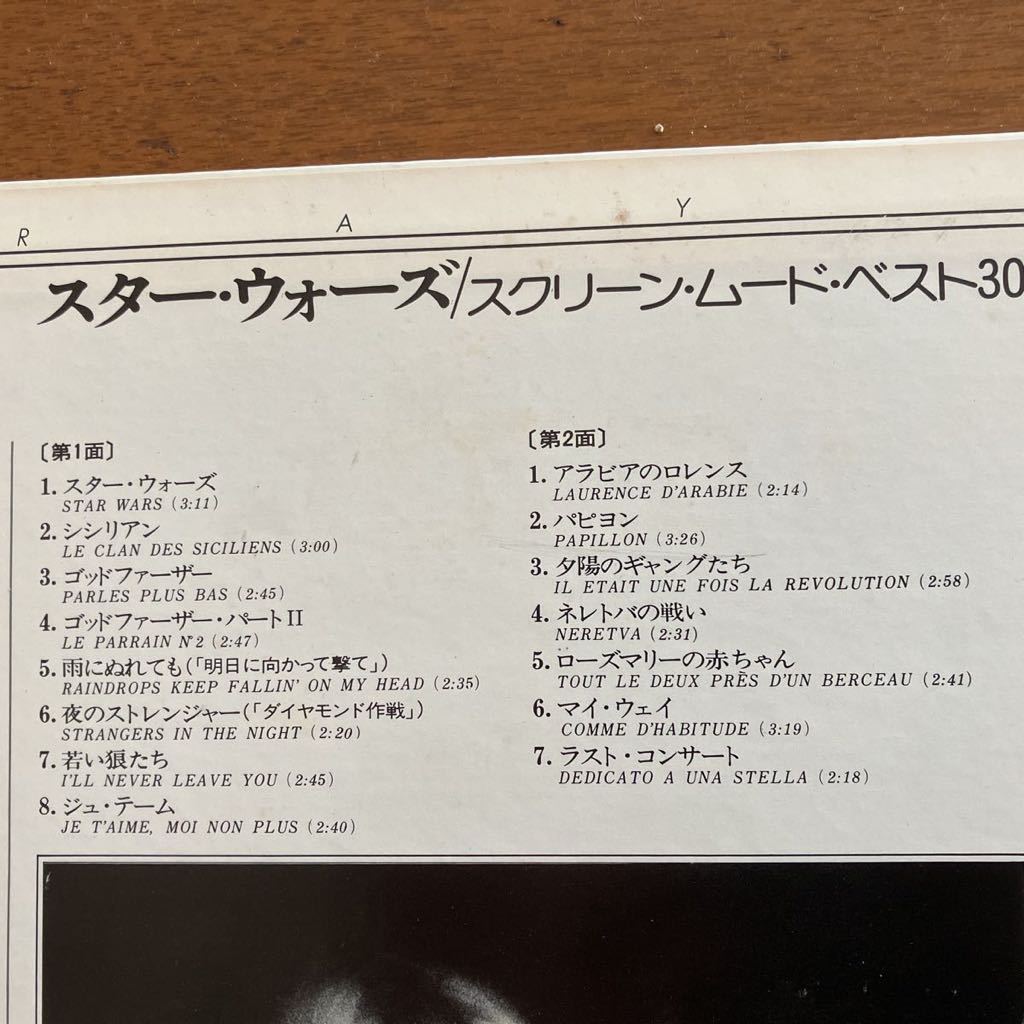 R A Y
スター・ウォーズ/スクリーン・ムード・ベスト30
〔第1面〕
1. スター・ウォーズ
STAR WARS (3:11)
2. シシリアン
LE CLAN DES SICILIENS (3:00)
3. ゴッドファーザー
PARLES PLUS BAS (2:45)
4. ゴッドファーザー・パートII
LE PARRAIN N°2 (2:47)
5. 雨にぬれても(「明日に向かって撃て」)
RAINDROPS KEEP FALLIN' ON MY HEAD (2:35)
6. 夜のストレンジャー(「ダイヤモンド作戦」)
STRANGERS IN THE NIGHT (2:20)
7. 若い狼たち
I'LL NEVER LEAVE YOU (2:45)
8. ジュ・テーム
JE T'AIME, MOI NON PLUS (2:40)
〔第2面〕
1. アラビアのロレンス
LAURENCE D'ARABIE (2:14)
2. パピヨン
PAPILLON (3:26)
3. 夕陽のギャングたち
IL ETAIT UNE FOIS LA REVOLUTION (2:58)
4. ネレトバの戦い
NERETVA (2:31)
5. ローズマリーの赤ちゃん
TOUT LE DEUX PRÊS D'UN BERCEAU (2:41)
6. マイ・ウェイ
COMME D'HABITUDE (3:19)
7. ラスト・コンサート
DEDICATO A UNA STELLA (2:18)